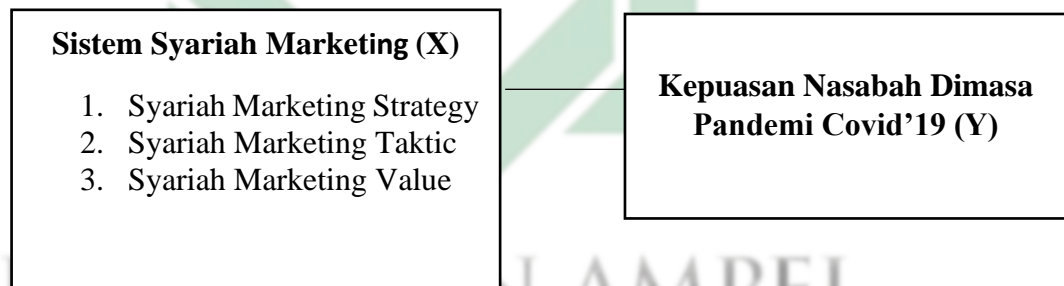 Sistem Syariah Marketing (X)
1. Syariah Marketing Strategy
2. Syariah Marketing Taktic
3. Syariah Marketing Value
Kepuasan Nasabah Dimasa
Pandemi Covid'19 (Y)
AMPEL